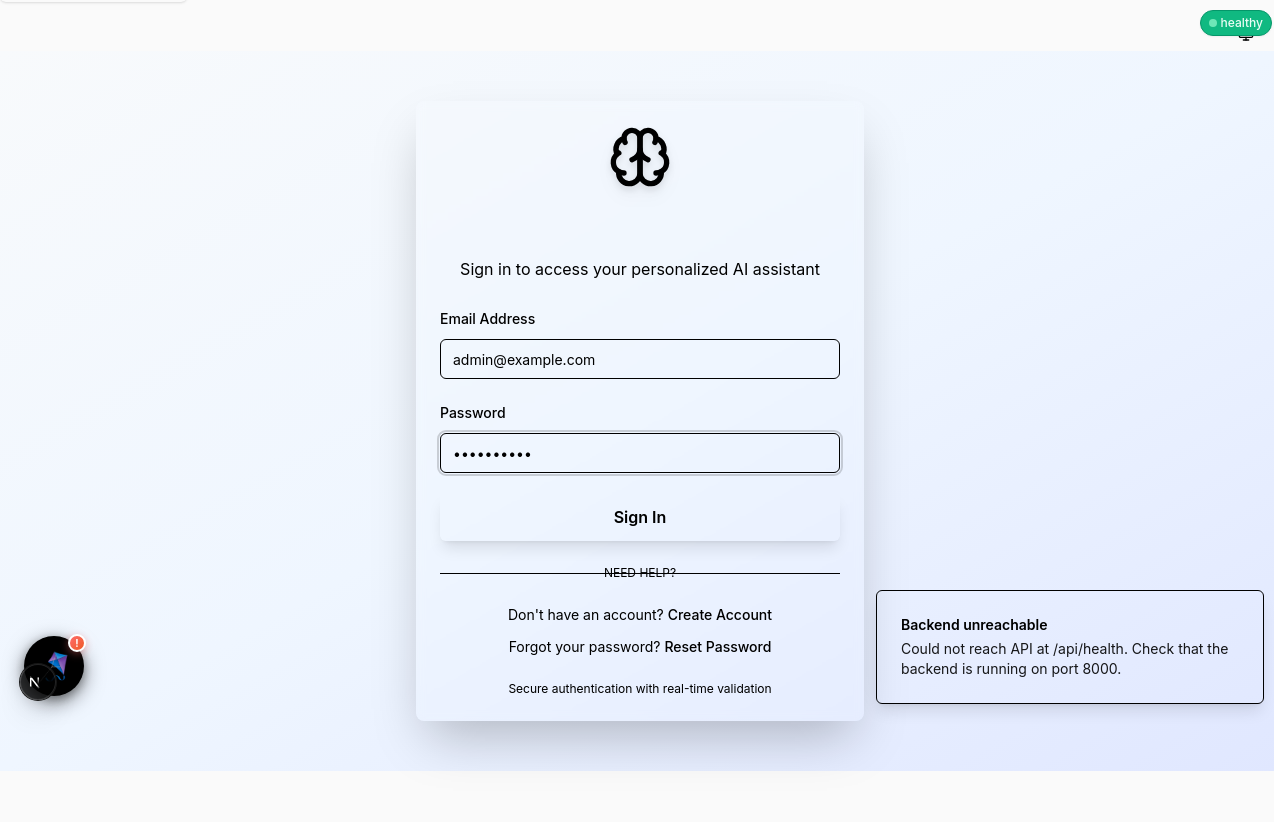 healthy
Sign in to access your personalized AI assistant
Email Address
admin@example.com
Password
••••••••••
Sign In
NEED HELP?
Don't have an account? Create Account
Forgot your password? Reset Password
Secure authentication with real-time validation
Backend unreachable
Could not reach API at /api/health. Check that the
backend is running on port 8000.
!
N